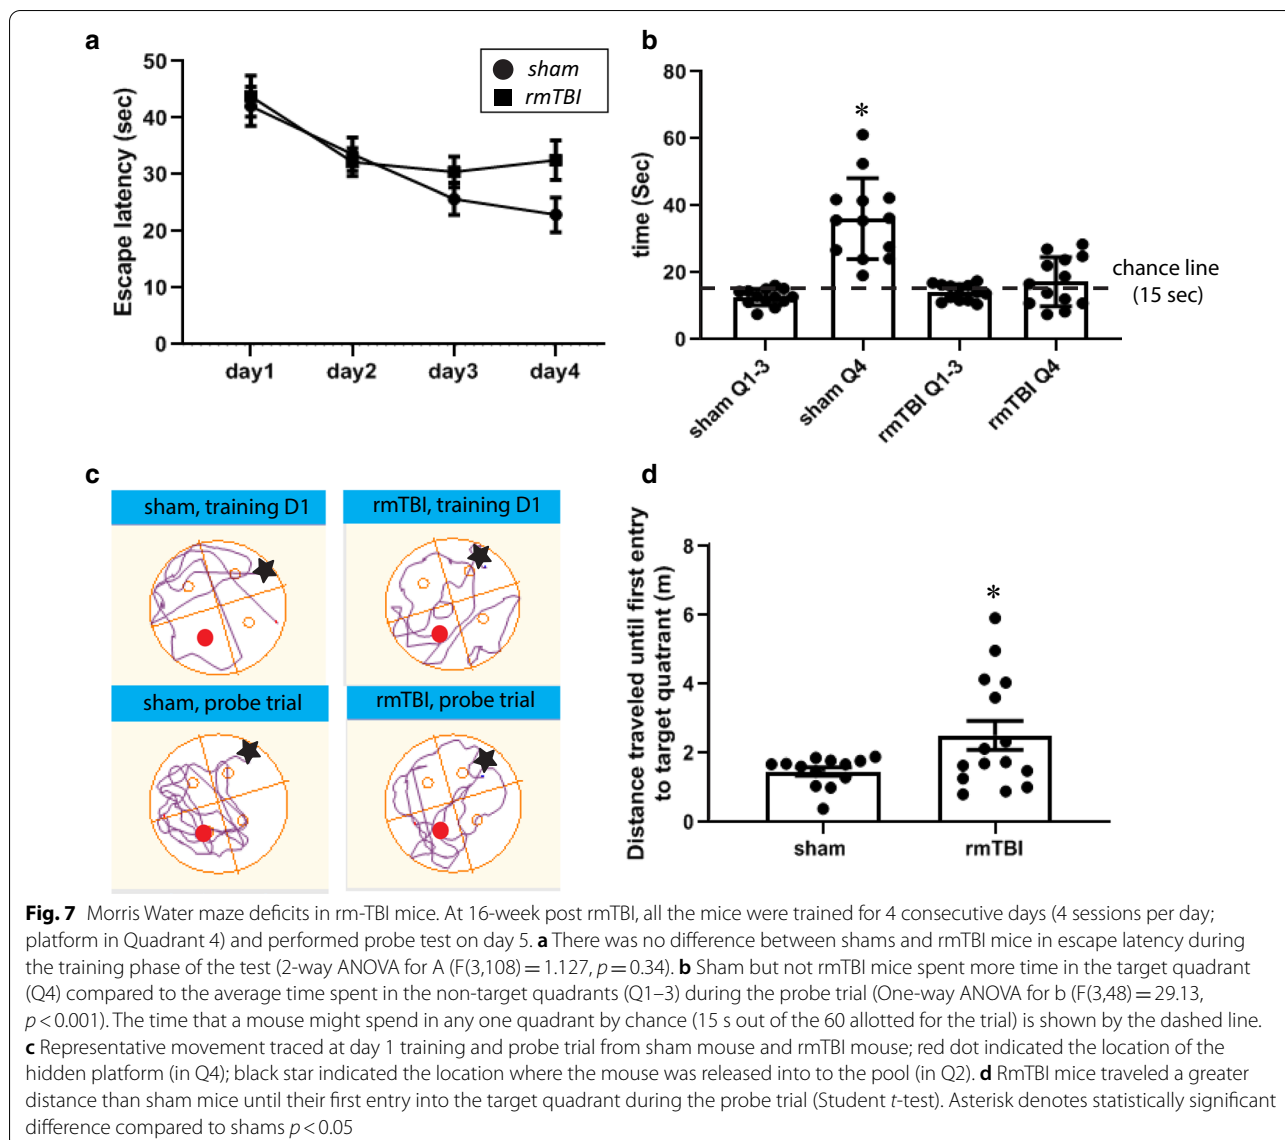 a
50
40
30
20
10
0
Escape latency (sec)
sham
rmTBI
day1 day2 day3 day4
b
80
60
40
20
0
time (Sec)
*
chance line
(15 sec)
sham Q1-3
sham Q4
rmTBI Q1-3
rmTBI Q4
c
sham, training D1
rmTBI, training D1
sham, probe trial
rmTBI, probe trial
d
8
6
4
2
0
Distance traveled until first entry
to target quatrant (m)
*
sham rmTBI
Fig. 7 Morris Water maze deficits in rm-TBI mice. At 16-week post rmTBI, all the mice were trained for 4 consecutive days (4 sessions per day;
platform in Quadrant 4) and performed probe test on day 5. a There was no difference between shams and rmTBI mice in escape latency during
the training phase of the test (2-way ANOVA for A (F(3,108) = 1.127, p = 0.34). b Sham but not rmTBI mice spent more time in the target quadrant
(Q4) compared to the average time spent in the non-target quadrants (Q1–3) during the probe trial (One-way ANOVA for b (F(3,48) = 29.13,
p < 0.001). The time that a mouse might spend in any one quadrant by chance (15 s out of the 60 allotted for the trial) is shown by the dashed line.
c Representative movement traced at day 1 training and probe trial from sham mouse and rmTBI mouse; red dot indicated the location of the
hidden platform (in Q4); black star indicated the location where the mouse was released into to the pool (in Q2). d RmTBI mice traveled a greater
distance than sham mice until their first entry into the target quadrant during the probe trial (Student t-test). Asterisk denotes statistically significant
difference compared to shams p < 0.05